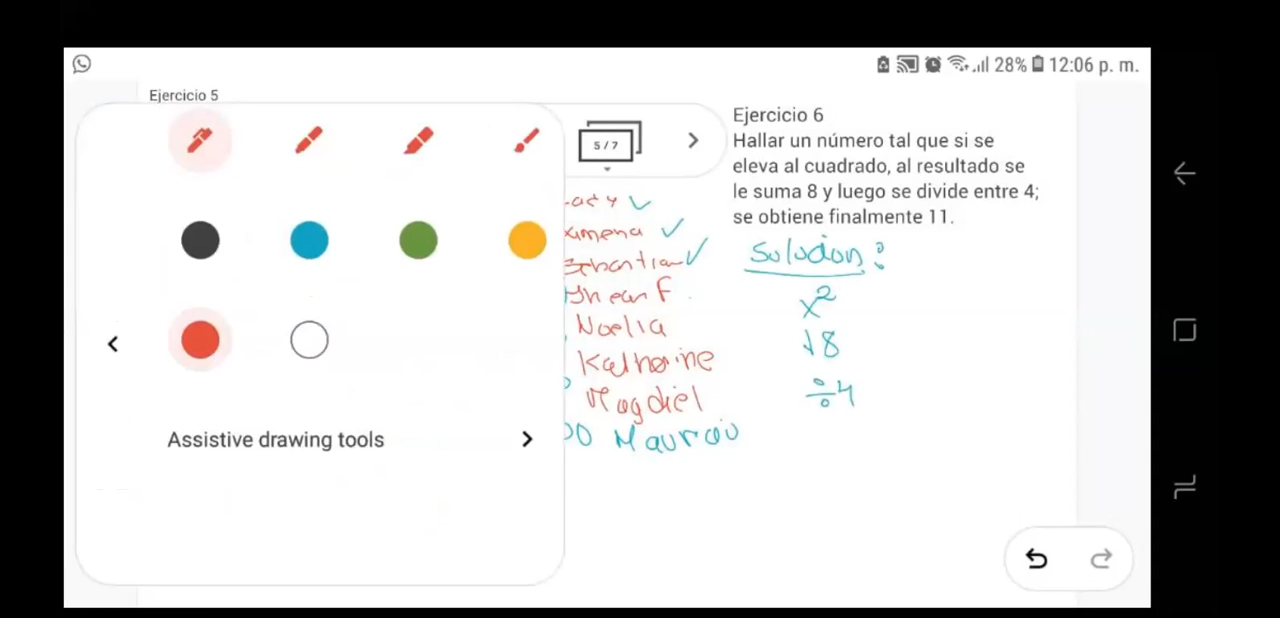 28% 12:06 p. m.
Ejercicio 5
5 / 7
Ejercicio 6
Hallar un número tal que si se
eleva al cuadrado, al resultado se
le suma 8 y luego se divide entre 4;
se obtiene finalmente 11.
Noelia
Katherine
Magdiel
Solucion:
x²
+8
÷4
Assistive drawing tools